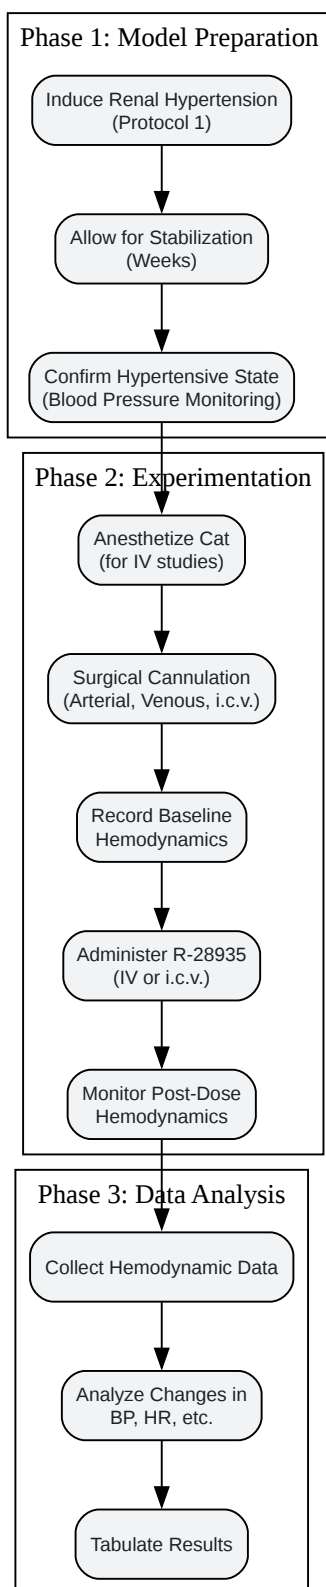 Phase 1: Model Preparation
Induce Renal Hypertension
(Protocol 1)
Allow for Stabilization
(Weeks)
Confirm Hypertensive State
(Blood Pressure Monitoring)
Phase 2: Experimentation
Anesthetize Cat
(for IV studies)
Surgical Cannulation
(Arterial, Venous, i.c.v.)
Record Baseline
Hemodynamics
Administer R-28935
(IV or i.c.v.)
Monitor Post-Dose
Hemodynamics
Phase 3: Data Analysis
Collect Hemodynamic Data
Analyze Changes in
BP, HR, etc.
Tabulate Results